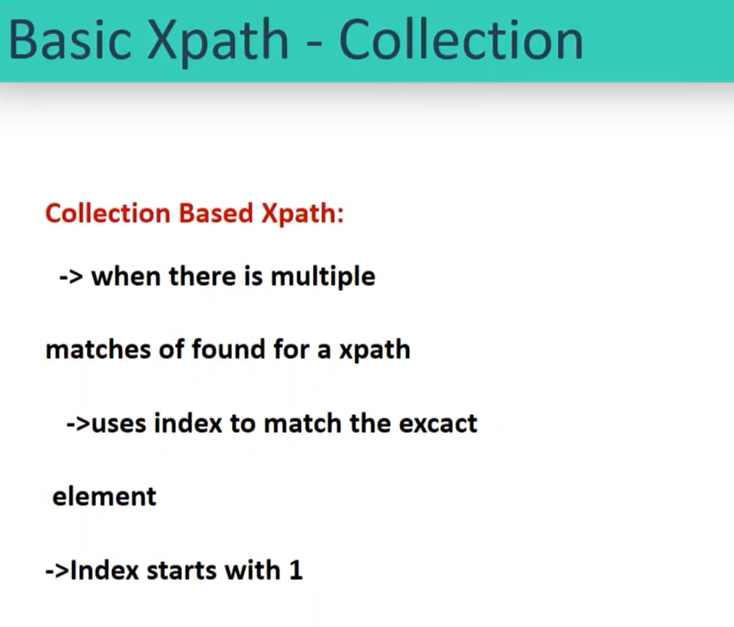 Basic Xpath - Collection
Collection Based Xpath:
-> when there is multiple
matches of found for a xpath
->uses index to match the excact
element
->Index starts with 1